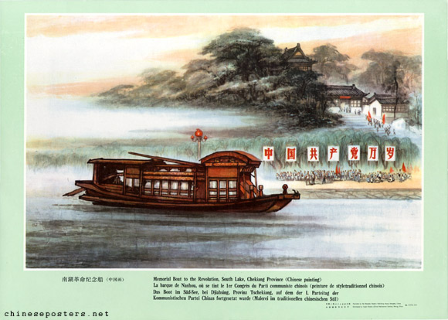 中国共产党万岁
南湖革命纪念船（中国画）
Memorial Boat to the Revolution, South Lake, Chekiang Province (Chinese painting)
La barque de Nanhou, où se tint le 1er Congrès du Parti communiste chinois (peinture de style traditionnel chinois)
Das Boot im Süd-See, bei Djiahsing, Provinz Tschekiang, auf dem der 1. Parteitag der
Kommunistischen Partei Chinas fortgesetzt wurde (Malerei im traditionellen chinesischen Stil)
chineseposters.net
chineseposters.net